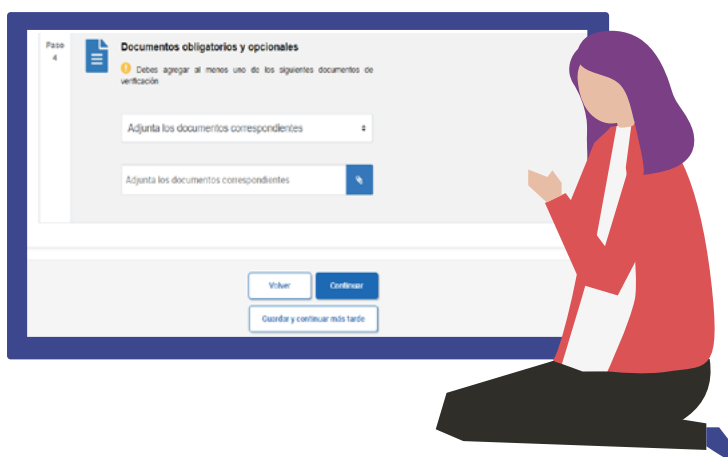 Paso
4
Documentos obligatorios y opcionales
Debes agregar al menos uno de los siguientes documentos de
verificación
Adjunta los documentos correspondientes
Adjunta los documentos correspondientes
Volver
Continuar
Guardar y continuar más tarde